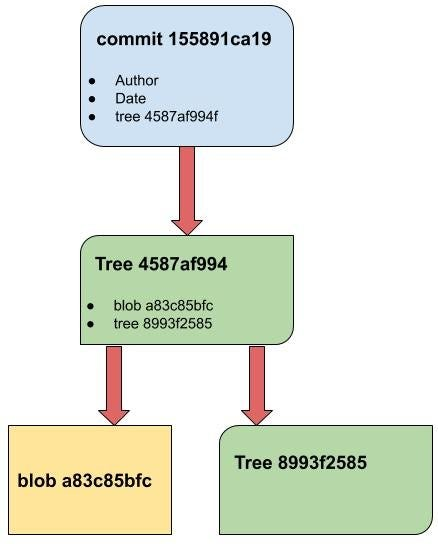 commit 155891ca19
● Author
● Date
● tree 4587af994f
Tree 4587af994
● blob a83c85bfc
● tree 8993f2585
blob a83c85bfc
Tree 8993f2585